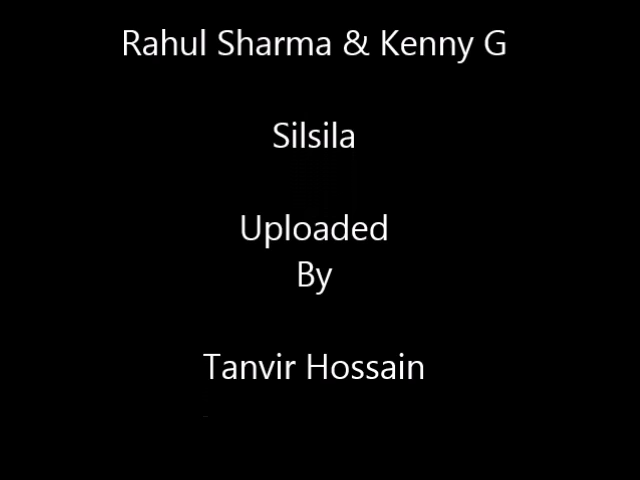 Rahul Sharma & Kenny G
Silsila
Uploaded
By
Tanvir Hossain